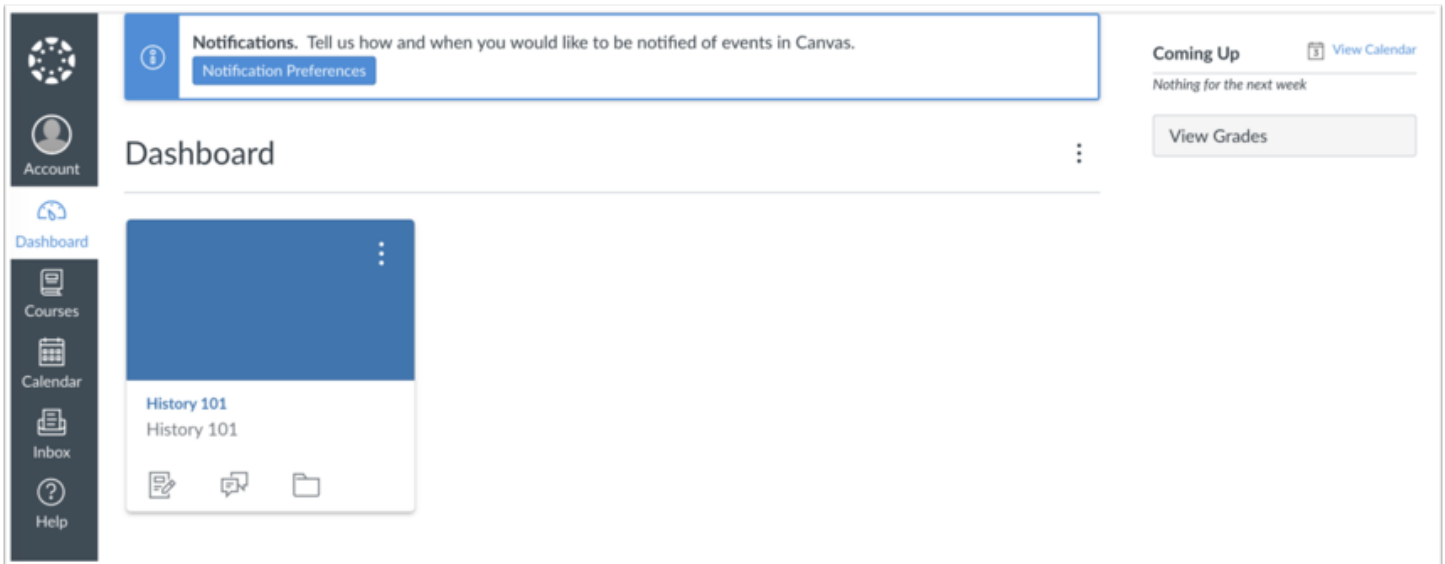 Notifications. Tell us how and when you would like to be notified of events in Canvas.
Notification Preferences
Account
Dashboard
Courses
Calendar
Inbox
Help
Dashboard
History 101
History 101
Coming Up
3
View Calendar
Nothing for the next week
View Grades